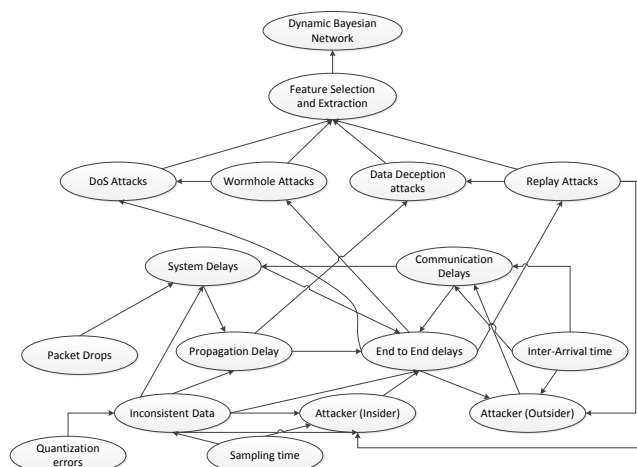 Dynamic Bayesian
Network
Feature Selection
and Extraction
DoS Attacks
Wormhole Attacks
Data Deception
attacks
Replay Attacks
System Delays
Communication
Delays
Packet Drops
Propagation Delay
End to End delays
Inter-Arrival time
Inconsistent Data
Attacker (Insider)
Attacker (Outsider)
Quantization
errors
Sampling time